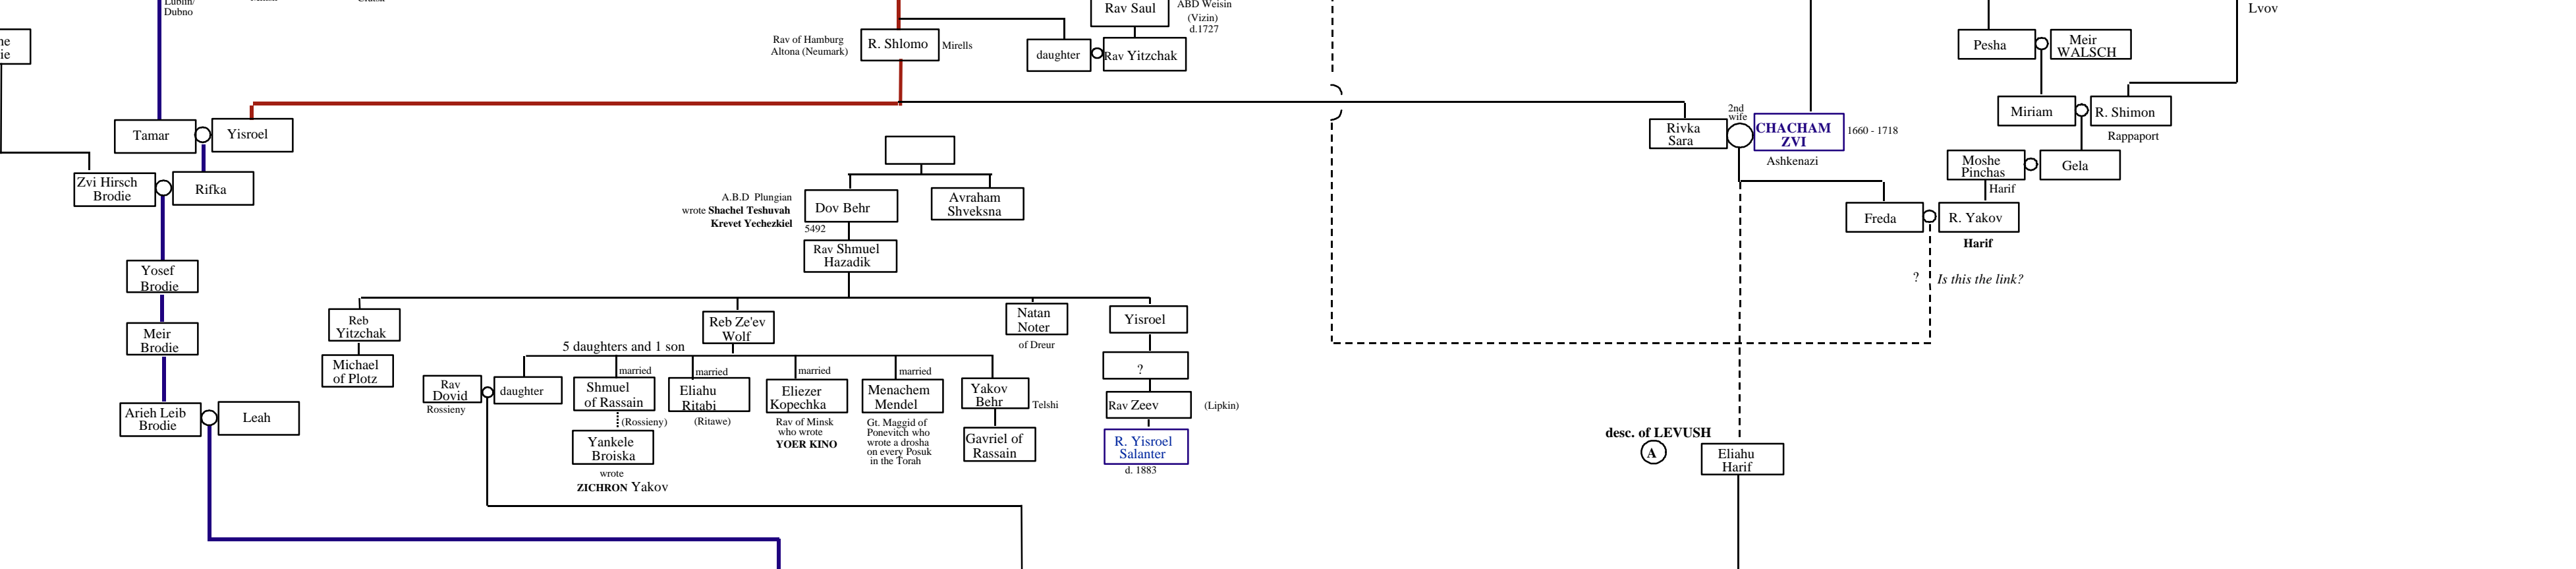 Dubno
Lvov
Rav Saul
ABD Weisin
(Vizin)
d.1727
Rav of Hamburg
Altona (Neumark)
R. Shlomo
Mirells
daughter
Rav Yitzchak
Pesha
Meir
WALSCH
Tamar
Yisroel
2nd
wife
Rivka
Sara
CHACHAM
ZVI
1660 - 1718
Ashkenazi
Miriam
R. Shimon
Rappaport
Moshe
Pinchas
Harif
Gela
Zvi Hirsch
Brodie
Rifka
A.B.D Plungian
wrote Shachel Teshuvah
Krevet Yechezkiel
Dov Behr
5492
Avraham
Shveksna
Freda
R. Yakov
Harif
Rav Shmuel
Hazadik
Yosef
Brodie
?
Is this the link?
Reb
Yitzchak
Reb Ze'ev
Wolf
Natan
Noter
of Dreur
Yisroel
Meir
Brodie
Michael
of Plotz
5 daughters and 1 son
?
Rav
Dovid
Rossieny
daughter
married
Shmuel
of Rassain
(Rossieny)
married
Eliahu
Ritabi
(Ritawe)
married
Eliezer
Kopechka
Rav of Minsk
who wrote
YOER KINO
married
Menachem
Mendel
Gt. Maggid of
Ponevitch who
wrote a drosha
on every Posuk
in the Torah
Yakov
Behr
Telshi
Rav Zeev
(Lipkin)
Arieh Leib
Brodie
Leah
Yankele
Broiska
wrote
ZICHRON Yakov
Gavriel of
Rassain
R. Yisroel
Salanter
d. 1883
desc. of LEVUSH
A
Eliahu
Harif